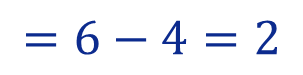 = 6 − 4 = 2